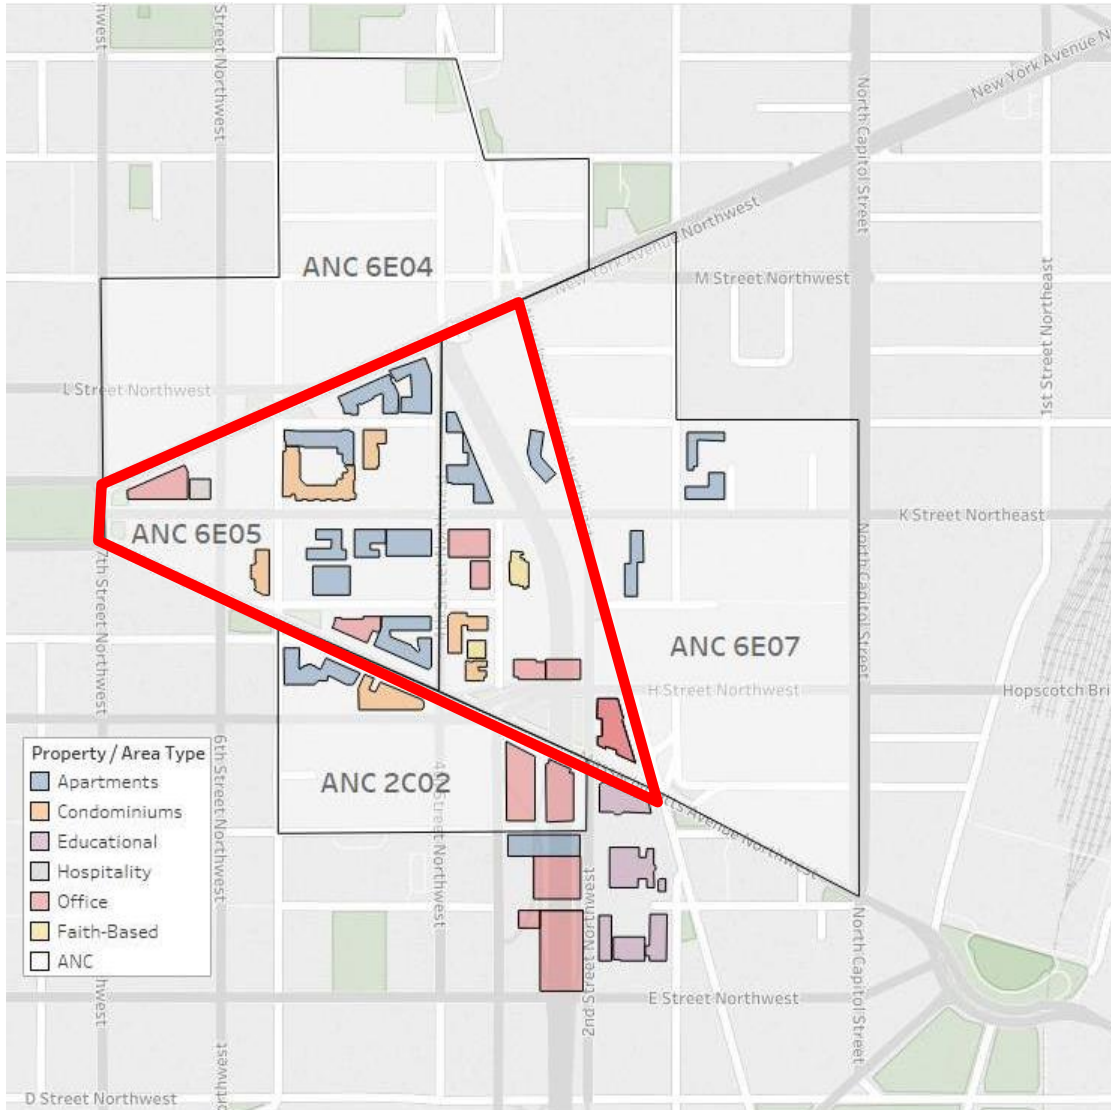 New York Avenue N
Street Northwest
North Capitol Street
New York Avenue Northwest
ANC 6E04
M Street Northwest
1st Street Northeast
L Street Northwest
ANC 6E05
K Street Northeast
7th Street Northwest
North Capitol Street
ANC 6E07
H Street Northwest
Hopscotch Bri
Property / Area Type
Apartments
Condominiums
Educational
Hospitality
Office
Faith-Based
ANC
6th Street Northwest
ANC 2C02
4th Street Northwest
2nd Street Northwest
North Capitol Street
E Street Northwest
D Street Northwest